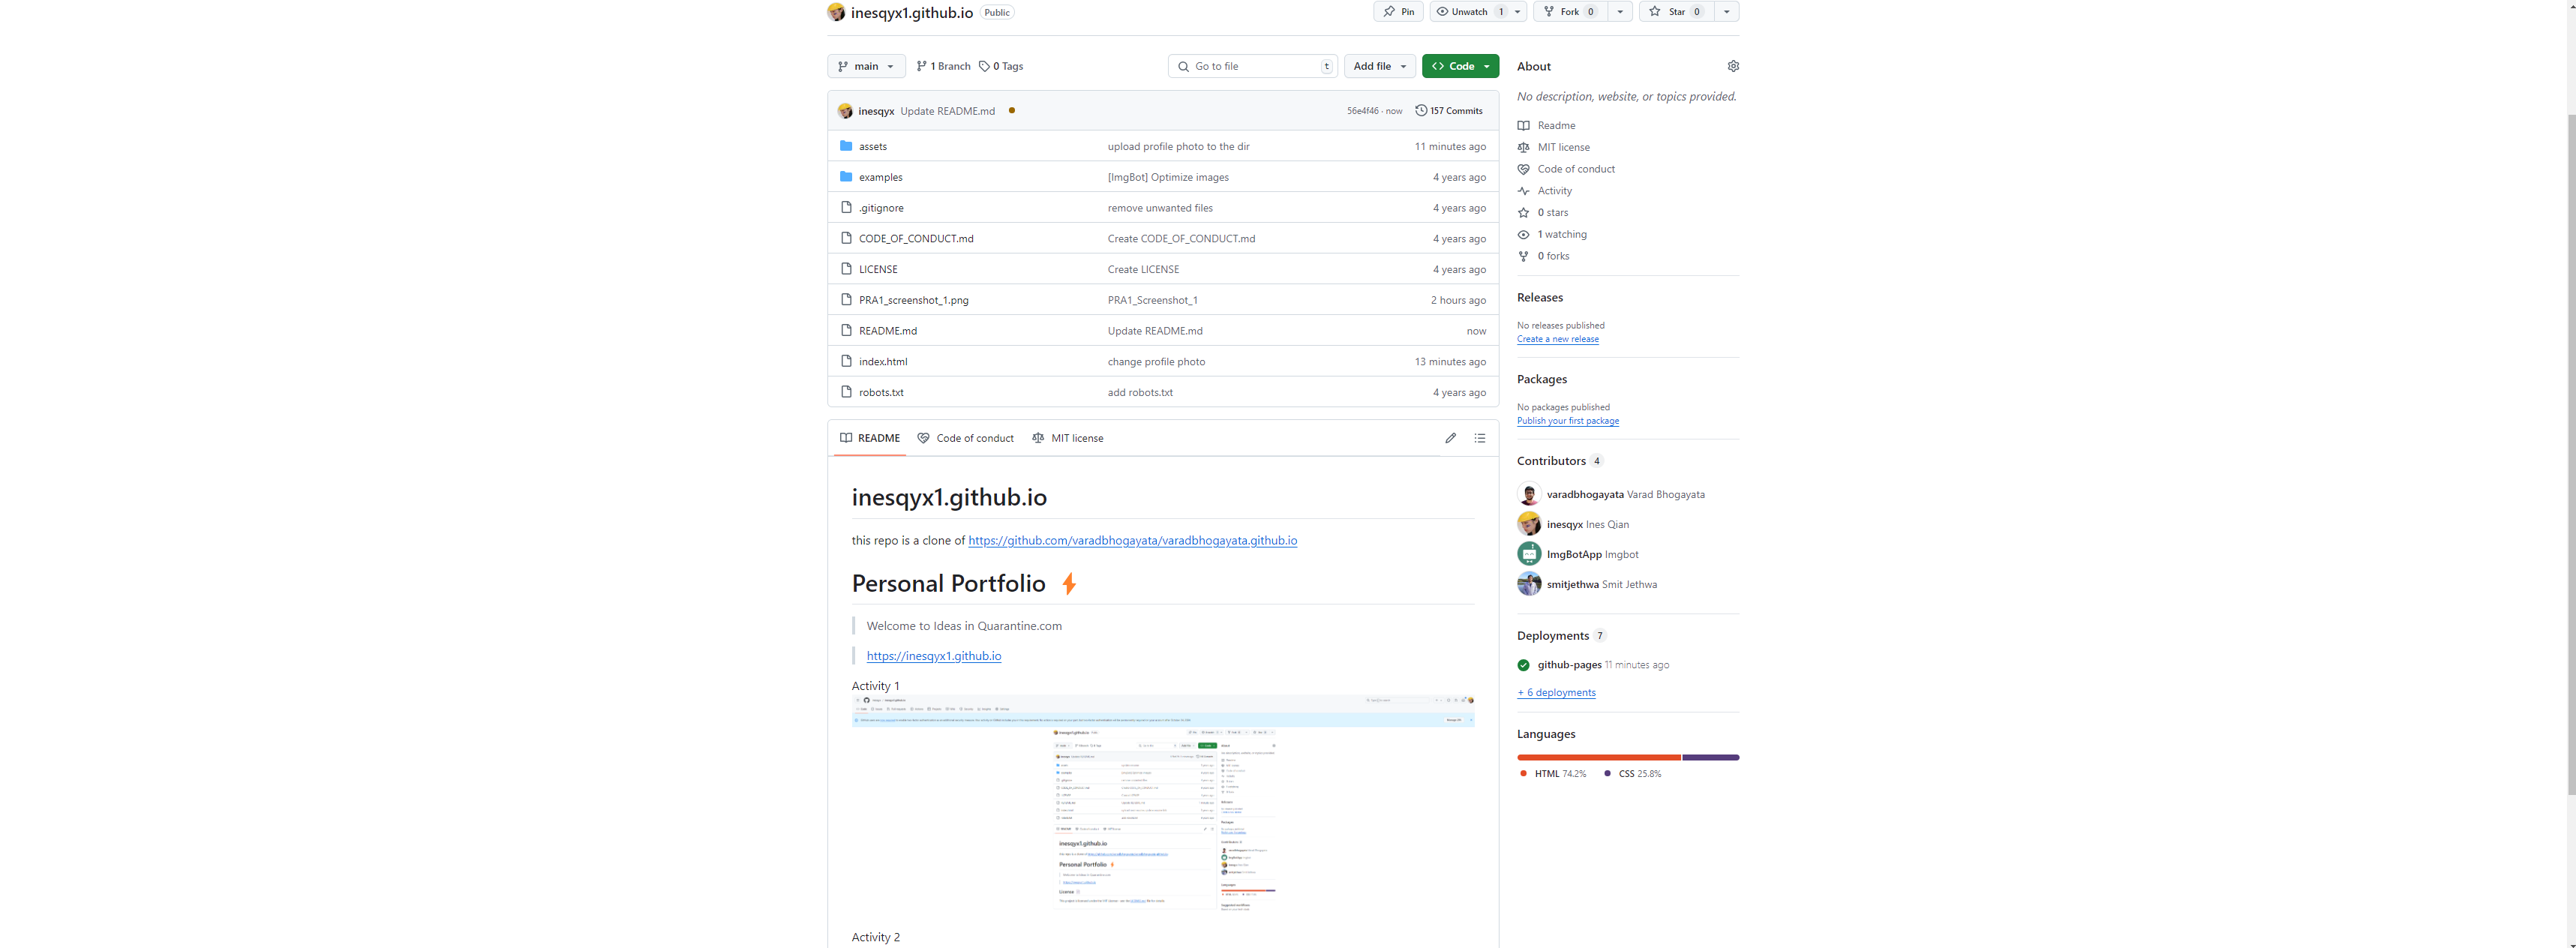 inesqyx1.github.io Public
Pin Unwatch 1 Fork 0 Star 0
main 1 Branch 0 Tags Go to file t Add file Code
inesqyx Update README.md 56e4f46 · now 157 Commits
assets upload profile photo to the dir 11 minutes ago
examples [ImgBot] Optimize images 4 years ago
.gitignore remove unwanted files 4 years ago
CODE_OF_CONDUCT.md Create CODE_OF_CONDUCT.md 4 years ago
LICENSE Create LICENSE 4 years ago
PRA1_screenshot_1.png PRA1_Screenshot_1 2 hours ago
README.md Update README.md now
index.html change profile photo 13 minutes ago
robots.txt add robots.txt 4 years ago
README Code of conduct MIT license
inesqyx1.github.io
this repo is a clone of https://github.com/varadbhogayata/varadbhogayata.github.io
Personal Portfolio
Welcome to Ideas in Quarantine.com
https://inesqyx1.github.io
Activity 1
inesqyx1.github.io
Personal Portfolio
License
Activity 2
About
No description, website, or topics provided.
Readme
MIT license
Code of conduct
Activity
0 stars
1 watching
0 forks
Releases
No releases published
Create a new release
Packages
No packages published
Publish your first package
Contributors 4
varadbhogayata Varad Bhogayata
inesqyx Ines Qian
ImgBotApp Imgbot
smitjethwa Smit Jethwa
Deployments 7
github-pages 11 minutes ago
+ 6 deployments
Languages
HTML 74.2% CSS 25.8%